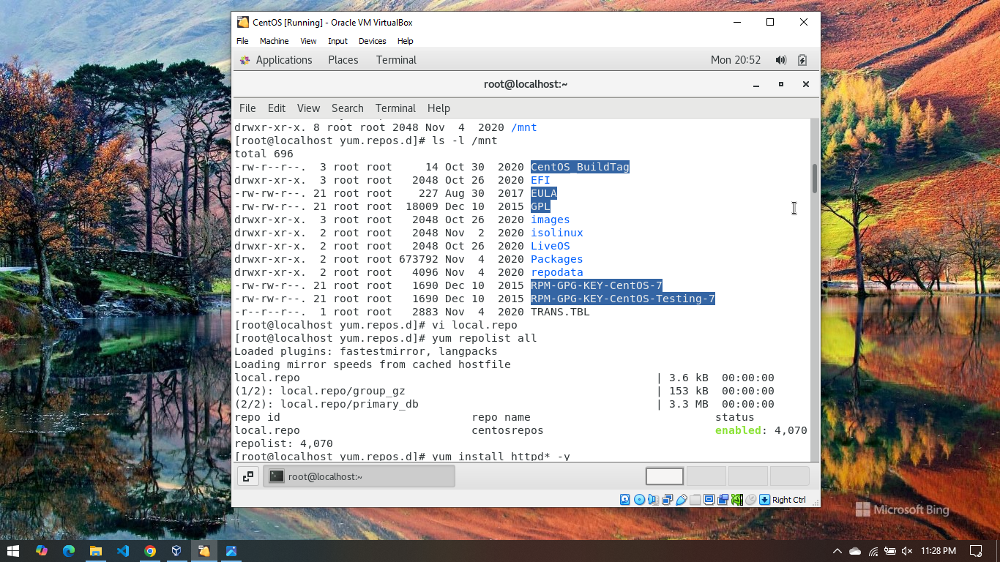 CentOS [Running] - Oracle VM VirtualBox
File Machine View Input Devices Help
Applications Places Terminal Mon 20:52
root@localhost:~
File Edit View Search Terminal Help
drwxr-xr-x. 8 root root 2048 Nov  4  2020 /mnt
[root@localhost yum.repos.d]# ls -l /mnt
total 696
-rw-r--r--.  3 root root     14 Oct 30  2020 CentOS_BuildTag
drwxr-xr-x.  3 root root   2048 Oct 26  2020 EFI
-rw-rw-r--. 21 root root    227 Aug 30  2017 EULA
-rw-rw-r--. 21 root root  18009 Dec 10  2015 GPL
drwxr-xr-x.  3 root root   2048 Oct 26  2020 images
drwxr-xr-x.  2 root root   2048 Nov  2  2020 isolinux
drwxr-xr-x.  2 root root   2048 Oct 26  2020 LiveOS
drwxr-xr-x.  2 root root 673792 Nov  4  2020 Packages
drwxr-xr-x.  2 root root   4096 Nov  4  2020 repodata
-rw-rw-r--. 21 root root   1690 Dec 10  2015 RPM-GPG-KEY-CentOS-7
-rw-rw-r--. 21 root root   1690 Dec 10  2015 RPM-GPG-KEY-CentOS-Testing-7
-r--r--r--.  1 root root   2883 Nov  4  2020 TRANS.TBL
[root@localhost yum.repos.d]# vi local.repo
[root@localhost yum.repos.d]# yum repolist all
Loaded plugins: fastestmirror, langpacks
Loading mirror speeds from cached hostfile
local.repo | 3.6 kB  00:00:00
(1/2): local.repo/group_gz | 153 kB  00:00:00
(2/2): local.repo/primary_db | 3.3 MB  00:00:00
repo id repo name status
local.repo centosrepos enabled: 4,070
repolist: 4,070
[root@localhost yum.repos.d]# yum install httpd* -y
root@localhost:~
Right Ctrl
Microsoft Bing
11:28 PM